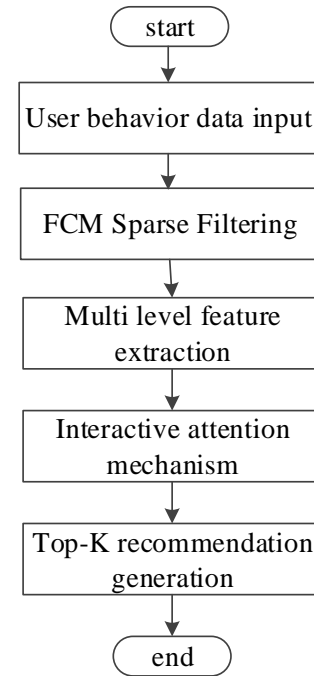 start
User behavior data input
FCM Sparse Filtering
Multi level feature
extraction
Interactive attention
mechanism
Top-K recommendation
generation
end